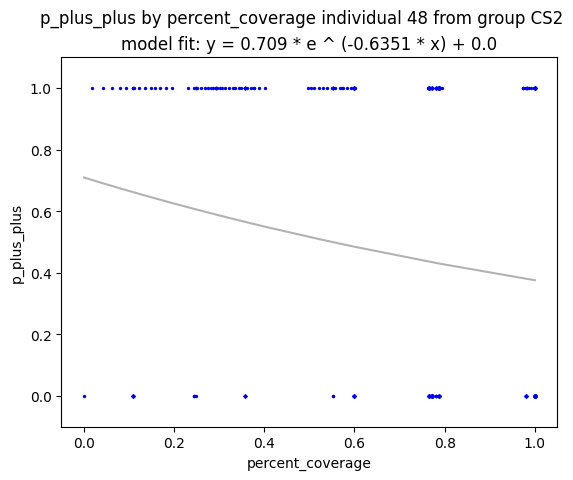 p_plus_plus by percent_coverage individual 48 from group CS2
model fit: y = 0.709 * e ^ (-0.6351 * x) + 0.0
1.0
0.8
0.6
0.4
0.2
0.0
p_plus_plus
0.0 0.2 0.4 0.6 0.8 1.0
percent_coverage